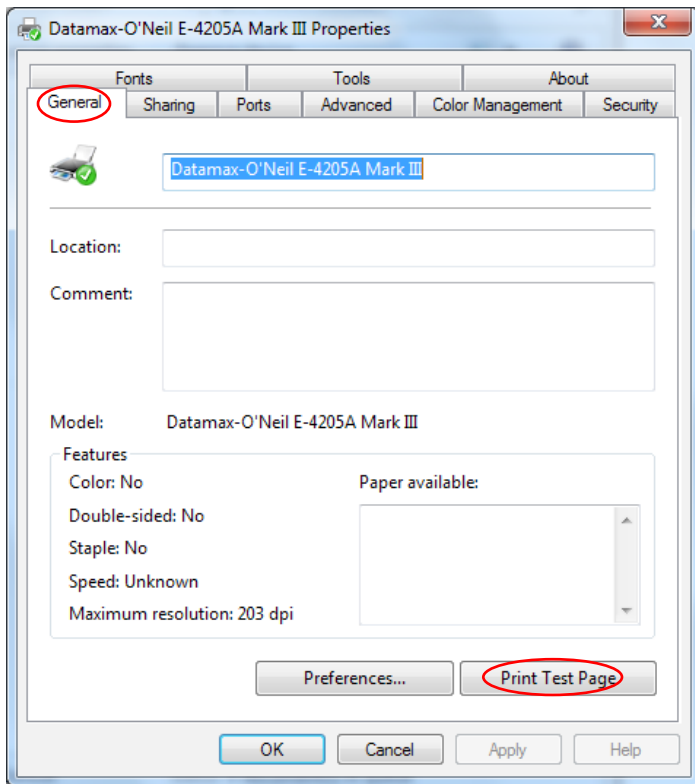 Datamax-O'Neil E-4205A Mark III Properties
Fonts Tools About
General Sharing Ports Advanced Color Management Security
Datamax-O'Neil E-4205A Mark III
Location:
Comment:
Model: Datamax-O'Neil E-4205A Mark III
Features
Color: No Paper available:
Double-sided: No
Staple: No
Speed: Unknown
Maximum resolution: 203 dpi
Preferences... Print Test Page
OK Cancel Apply Help